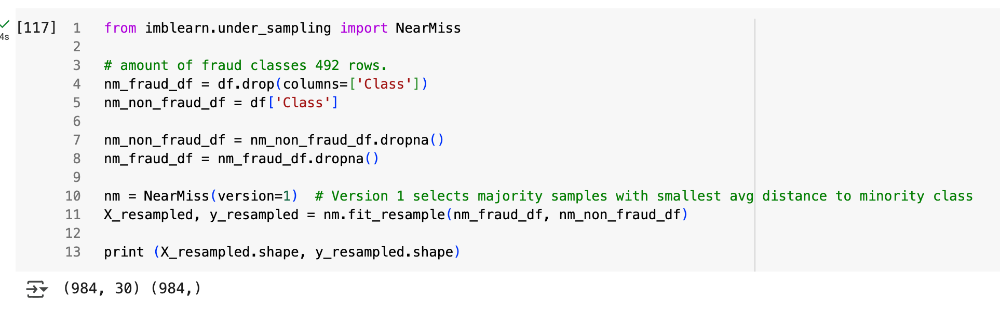 [117] 1 from imblearn.under_sampling import NearMiss
4s 2
3 # amount of fraud classes 492 rows.
4 nm_fraud_df = df.drop(columns=['Class'])
5 nm_non_fraud_df = df['Class']
6
7 nm_non_fraud_df = nm_non_fraud_df.dropna()
8 nm_fraud_df = nm_fraud_df.dropna()
9
10 nm = NearMiss(version=1)  # Version 1 selects majority samples with smallest avg distance to minority class
11 X_resampled, y_resampled = nm.fit_resample(nm_fraud_df, nm_non_fraud_df)
12
13 print (X_resampled.shape, y_resampled.shape)
(984, 30) (984,)